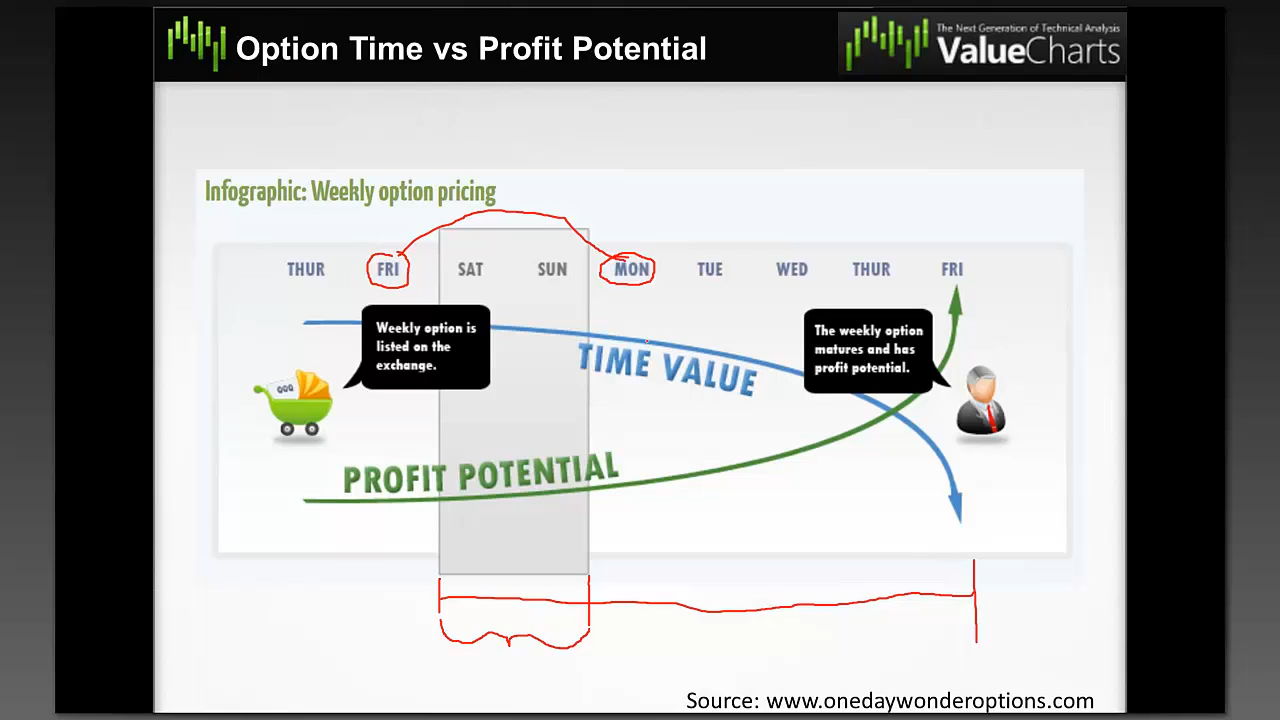 Option Time vs Profit Potential
The Next Generation of Technical Analysis
ValueCharts
Infographic: Weekly option pricing
THUR FRI SAT SUN MON TUE WED THUR FRI
Weekly option is
listed on the
exchange.
The weekly option
matures and has
profit potential.
TIME VALUE
PROFIT POTENTIAL
Source: www.onedaywonderoptions.com